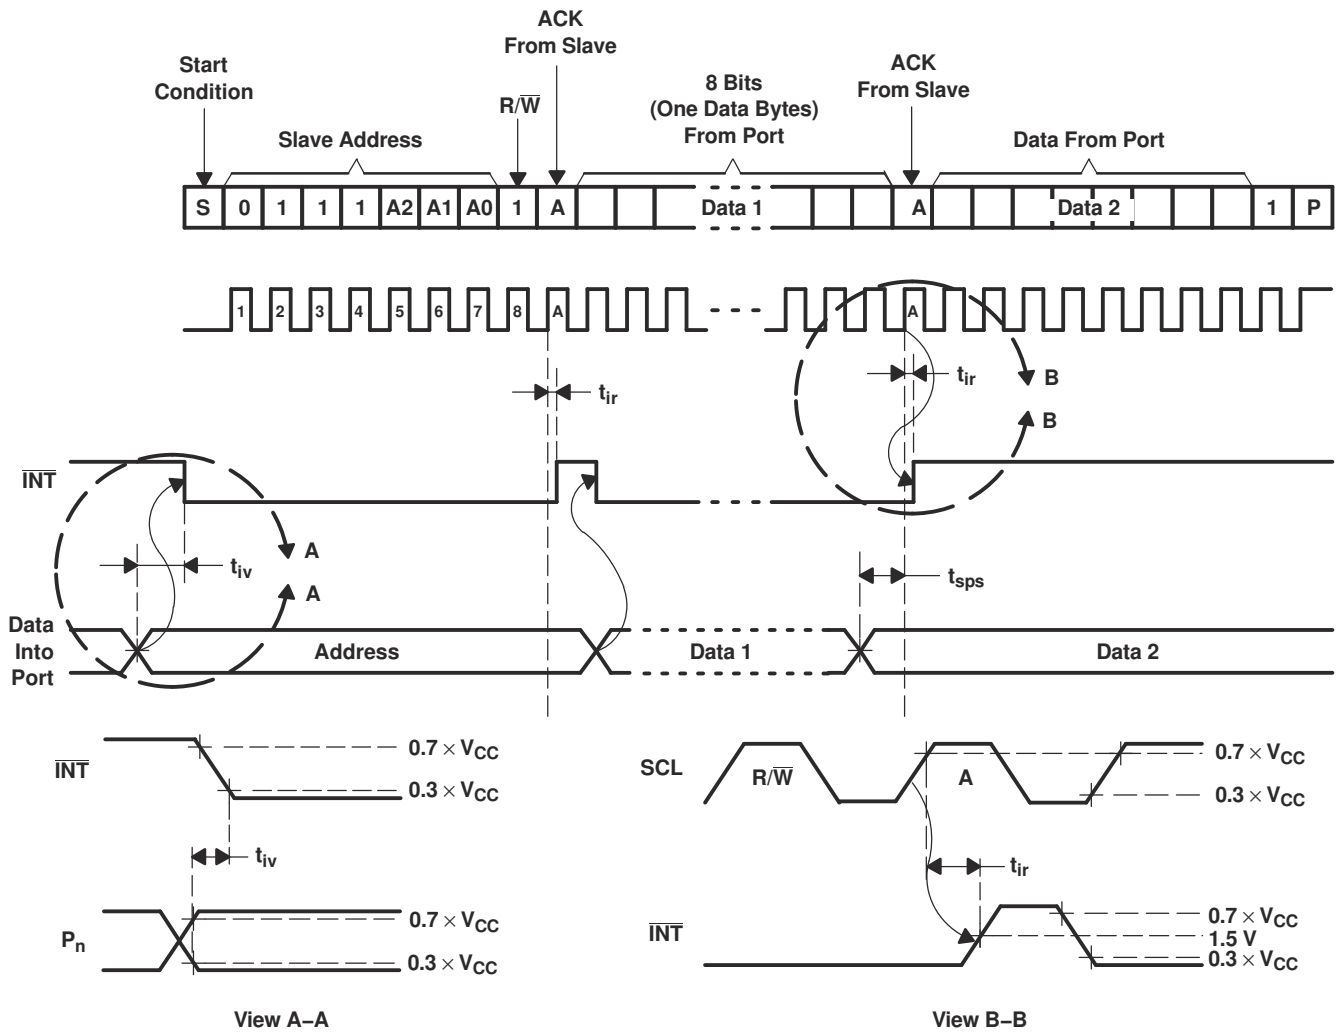 ACK
From Slave
Start
Condition
R/W̅
8 Bits
(One Data Bytes)
From Port
ACK
From Slave
Slave Address
Data From Port
S 0 1 1 1 A2 A1 A0 1 A Data 1 A Data 2 1 P
1 2 3 4 5 6 7 8 A A
t_ir
t_ir
B
B
I̅N̅T̅
A
t_iv
A
t_sps
Data
Into
Port
Address
Data 1
Data 2
I̅N̅T̅
0.7 × V_CC
0.3 × V_CC
t_iv
P_n
0.7 × V_CC
0.3 × V_CC
View A–A
SCL
R/W̅
A
0.7 × V_CC
0.3 × V_CC
t_ir
I̅N̅T̅
0.7 × V_CC
1.5 V
0.3 × V_CC
View B–B